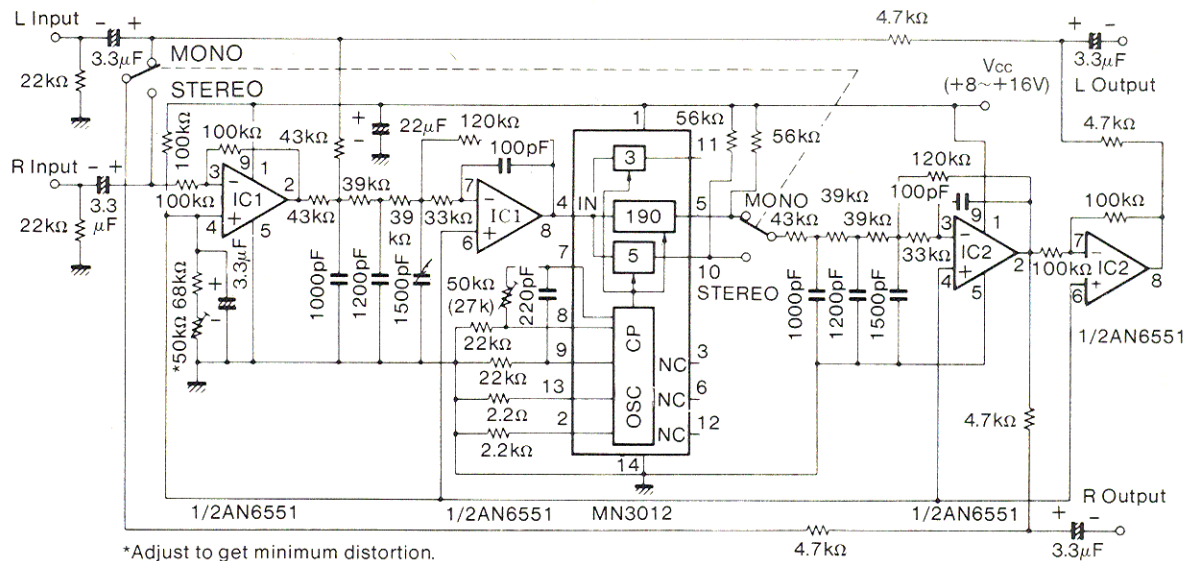 L Input
- +
3.3μF
MONO
22kΩ
STEREO
4.7kΩ
+ -
3.3μF
L Output
Vcc
(+8~+16V)
100kΩ
100kΩ
43kΩ
+
-
22μF
120kΩ
100pF
1
56kΩ
56kΩ
11
4.7kΩ
R Input
- +
3.3
μF
22kΩ
100kΩ
3
9
1
-
IC1
+
2
4
5
43kΩ
39kΩ
39
kΩ
33kΩ
7
-
IC1
+
6
8
4
IN
3
190
5
5
10
MONO
STEREO
43kΩ
39kΩ
39kΩ
33kΩ
120kΩ
100pF
3
9
1
-
IC2
+
2
4
5
100kΩ
100kΩ
7
-
IC2
+
6
8
1/2AN6551
68kΩ
*50kΩ
+
-
3.3μF
1000pF
1200pF
1500pF
7
50kΩ
(27k)
220pF
8
22kΩ
9
22kΩ
13
2.2Ω
2
2.2kΩ
CP
OSC
NC
3
NC
6
NC
12
14
1000pF
1200pF
1500pF
4.7kΩ
1/2AN6551
1/2AN6551
MN3012
1/2AN6551
R Output
+ -
3.3μF
4.7kΩ
*Adjust to get minimum distortion.